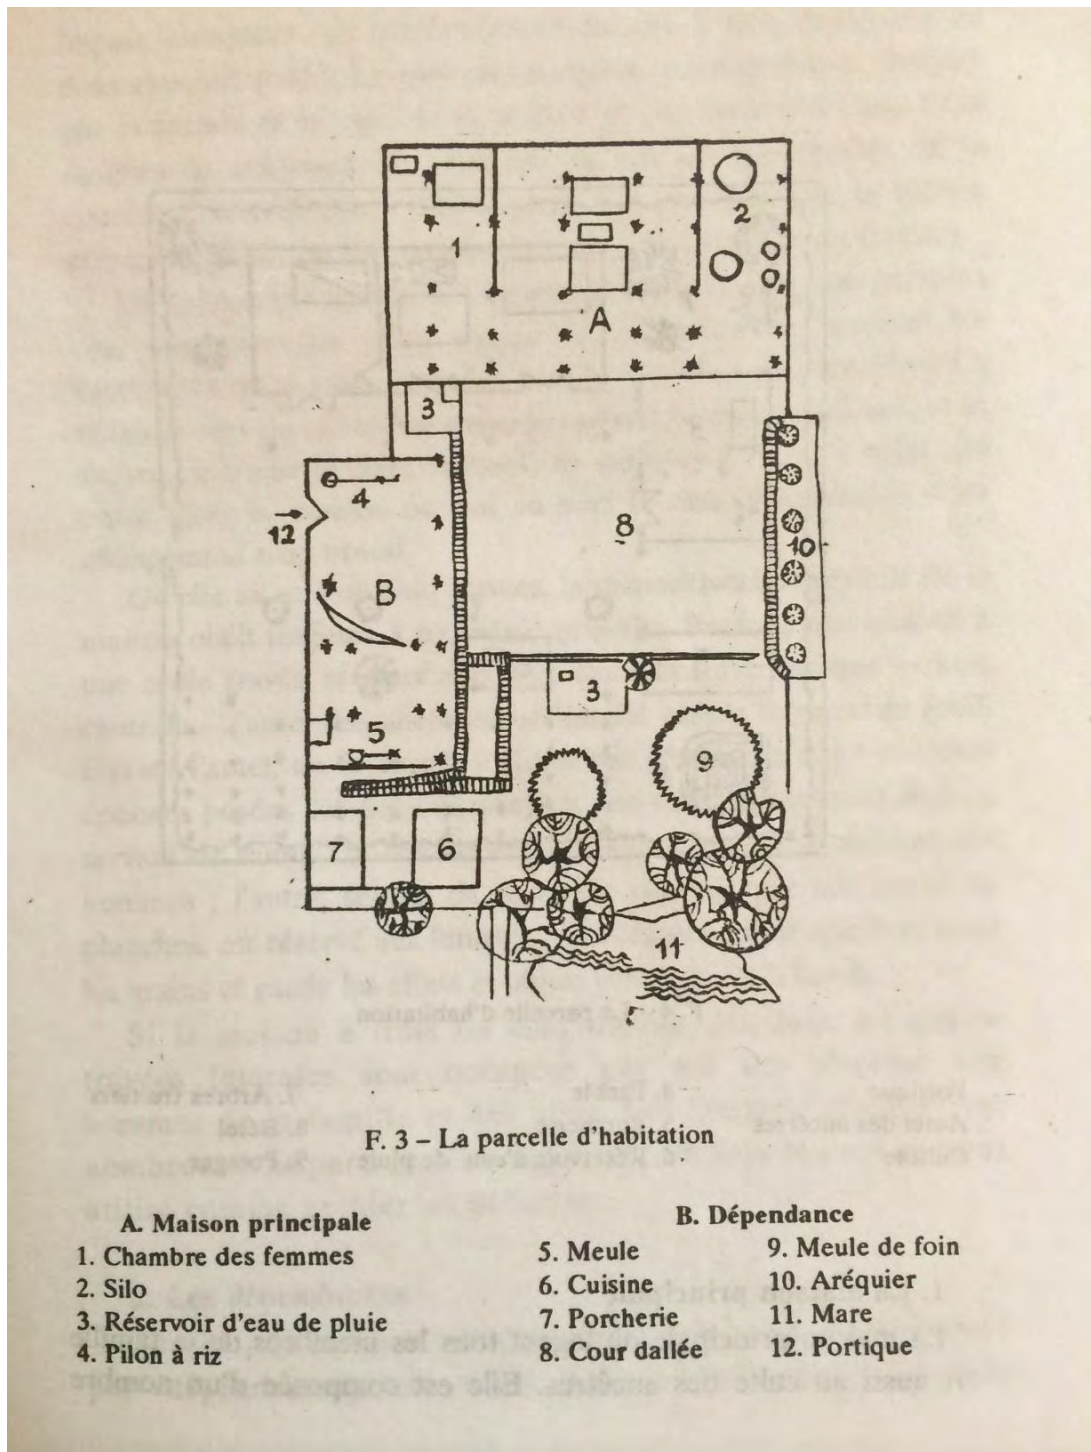 1
A
2
3
4
12
B
8
10
3
5
9
7
6
11
F. 3 – La parcelle d'habitation
A. Maison principale
1. Chambre des femmes
2. Silo
3. Réservoir d'eau de pluie
4. Pilon à riz
B. Dépendance
5. Meule
6. Cuisine
7. Porcherie
8. Cour dallée
9. Meule de foin
10. Aréquier
11. Mare
12. Portique